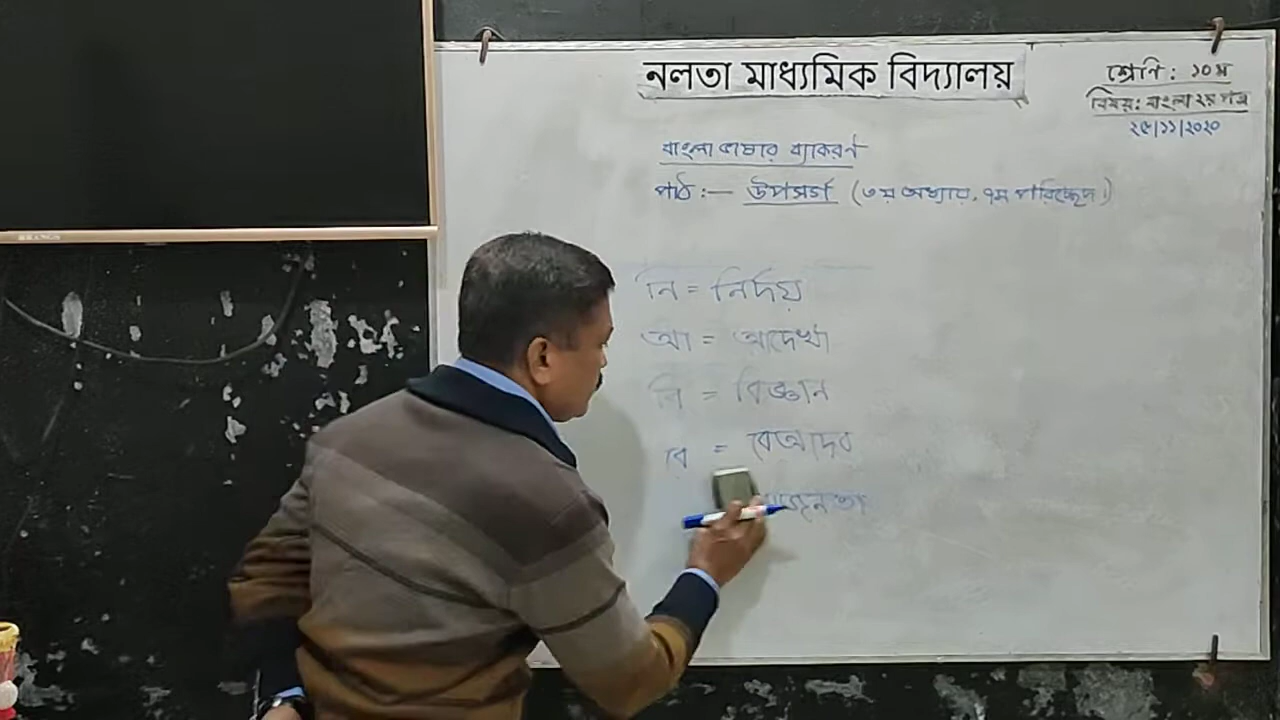 নলতা মাধ্যমিক বিদ্যালয়
শ্রেণি : ১০ম
বিষয়: বাংলা ২য় পত্র
২৫/১১/২০২০
বাংলা ভাষার ব্যাকরণ
পাঠ :— উপসর্গ (৩য় অধ্যায়, ৭ম পরিচ্ছেদ।)
নি = নির্দয়
আ = আদেখা
বি = বিজ্ঞান
বে = বেআদব